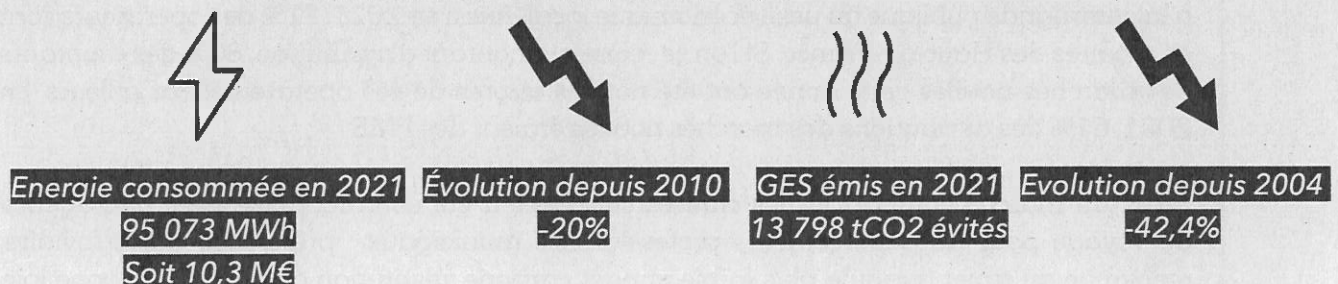 Energie consommée en 2021
95 073 MWh
Soit 10,3 M€
Évolution depuis 2010
-20%
GES émis en 2021
13 798 tCO2 évités
Evolution depuis 2004
-42,4%